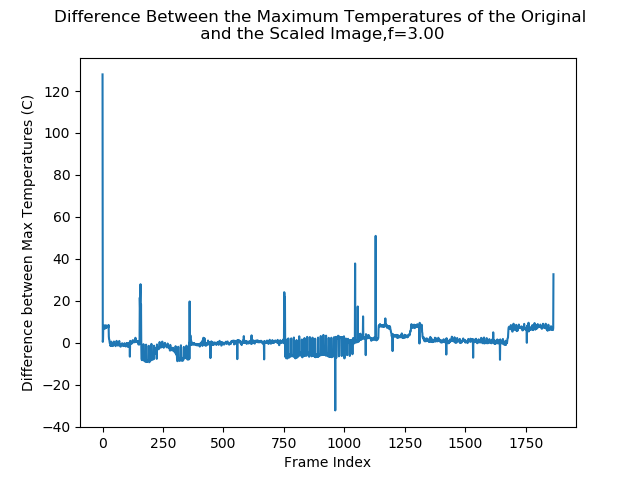 Difference Between the Maximum Temperatures of the Original
and the Scaled Image,f=3.00
Difference between Max Temperatures (C)
120
100
80
60
40
20
0
−20
−40
0 250 500 750 1000 1250 1500 1750
Frame Index